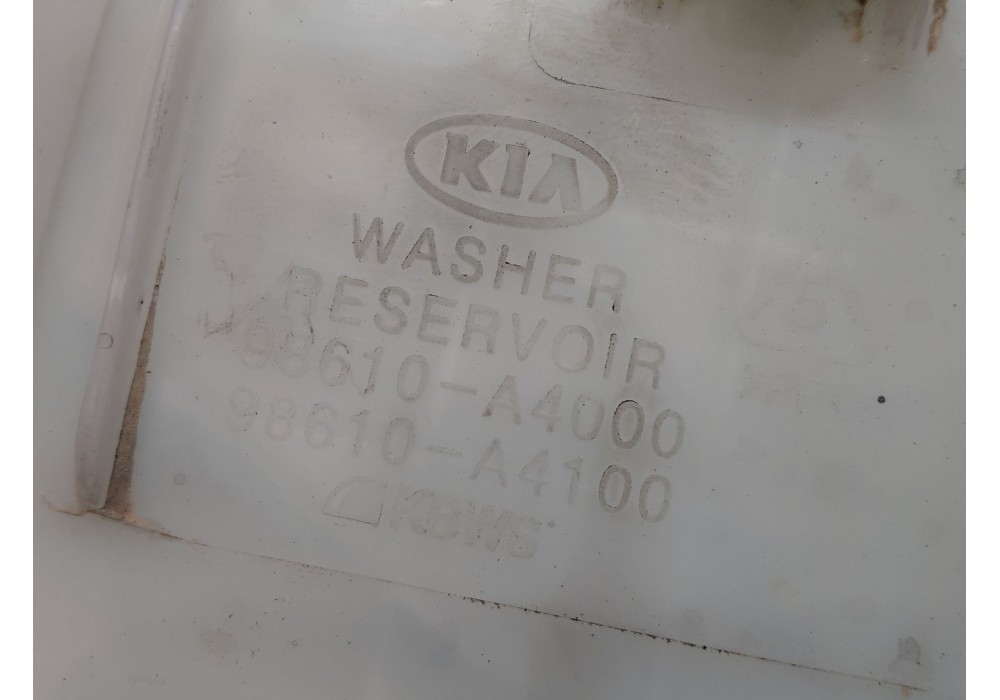 KIA
WASHER
RESERVOIR
98610-A4000
98610-A4100